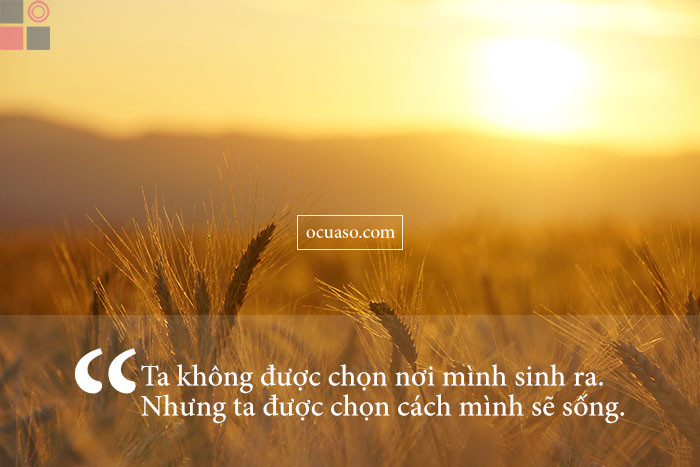 ocuaso.com
Ta không được chọn nơi mình sinh ra.
Nhưng ta được chọn cách mình sẽ sống.